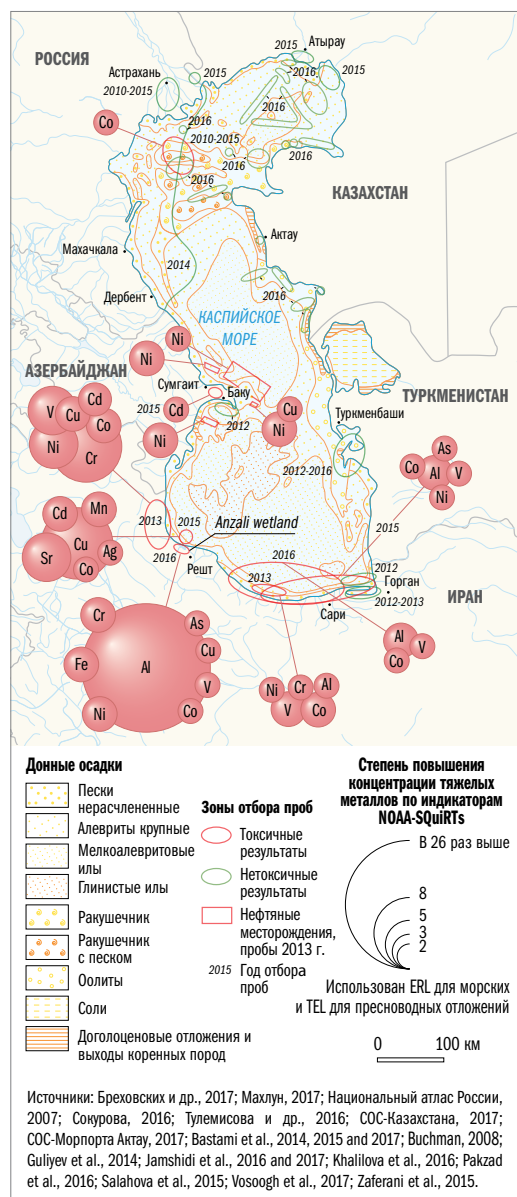 РОССИЯ
Астрахань
2010-2015
2015
2015
Атырау
2015
2016
2016
Co
2016
2010-2015
2016
2016
2016
КАЗАХСТАН
Махачкала
2014
Актау
Дербент
2016
КАСПИЙСКОЕ
МОРЕ
АЗЕРБАЙДЖАН
Ni
Ni
Сумгаит
Баку
2015
Cd
2012
Ni
Cu
Ni
ТУРКМЕНИСТАН
Туркменбаши
V
Cu
Cd
Co
Ni
Cr
2012-2016
As
Co
Al
V
Ni
2015
Cd
Mn
Cu
Sr
Ag
Co
2013
2015
2016
Anzali wetland
Решт
2016
2013
2012
Горган
2012-2013
Сари
ИРАН
Cr
As
Fe
Al
Cu
V
Ni
Co
Ni
Cr
Al
V
Co
Al
V
Co
Донные осадки
Пески
нерасчлененные
Алевриты крупные
Мелкоалевритовые
илы
Глинистые илы
Ракушечник
Ракушечник
с песком
Оолиты
Соли
Доголоценовые отложения и
выходы коренных пород
Зоны отбора проб
Токсичные
результаты
Нетоксичные
результаты
Нефтяные
месторождения,
пробы 2013 г.
2015 Год отбора
проб
Степень повышения
концентрации тяжелых
металлов по индикаторам
NOAA-SQuiRTs
В 26 раз выше
8
5
3
2
Использован ERL для морских
и TEL для пресноводных отложений
0 100 км
Источники: Бреховских и др., 2017; Махлун, 2017; Национальный атлас России,
2007; Сокурова, 2016; Тулемисова и др., 2016; СОС-Казахстана, 2017;
СОС-Морпорта Актау, 2017; Bastami et al., 2014, 2015 and 2017; Buchman, 2008;
Guliyev et al., 2014; Jamshidi et al., 2016 and 2017; Khalilova et al., 2016; Pakzad
et al., 2016; Salahova et al., 2015; Vosoogh et al., 2017; Zaferani et al., 2015.